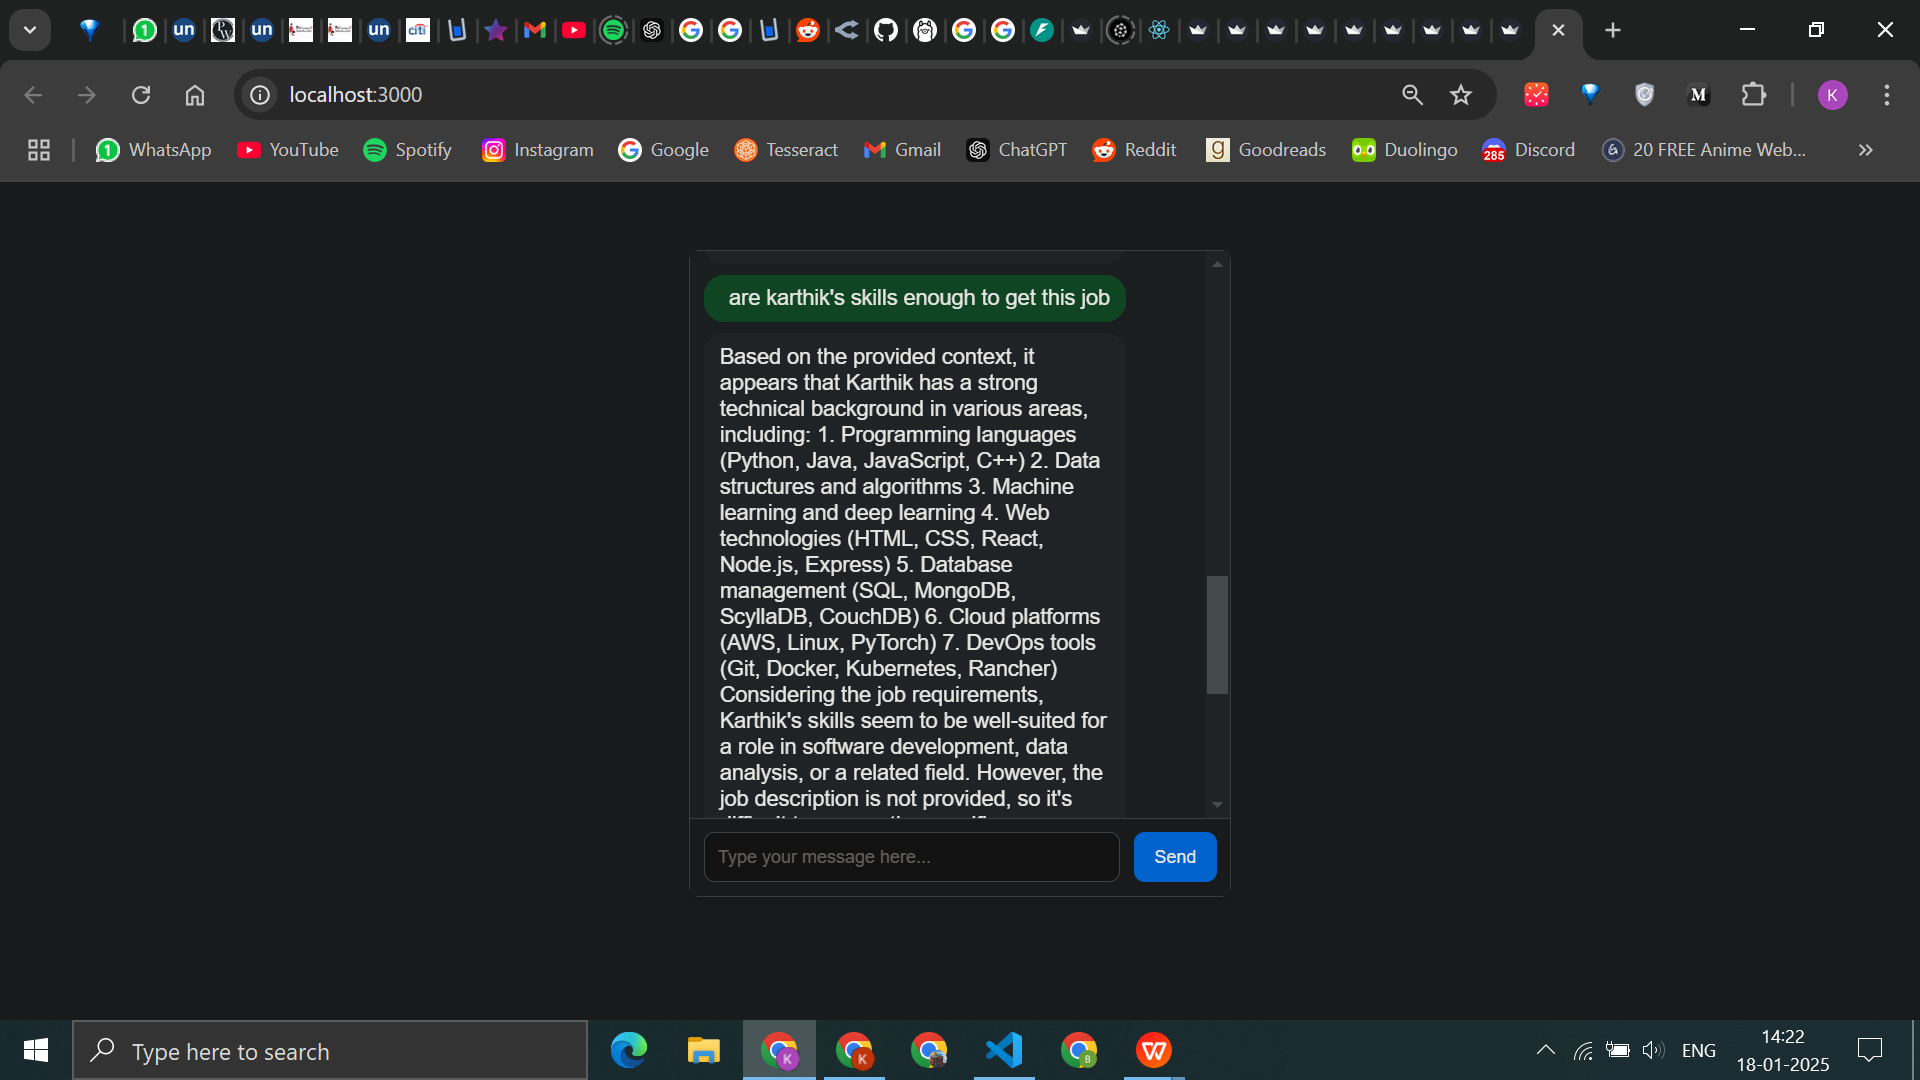 localhost:3000
WhatsApp
YouTube
Spotify
Instagram
Google
Tesseract
Gmail
ChatGPT
Reddit
Goodreads
Duolingo
285 Discord
20 FREE Anime Web...
are karthik's skills enough to get this job
Based on the provided context, it
appears that Karthik has a strong
technical background in various areas,
including: 1. Programming languages
(Python, Java, JavaScript, C++) 2. Data
structures and algorithms 3. Machine
learning and deep learning 4. Web
technologies (HTML, CSS, React,
Node.js, Express) 5. Database
management (SQL, MongoDB,
ScyllaDB, CouchDB) 6. Cloud platforms
(AWS, Linux, PyTorch) 7. DevOps tools
(Git, Docker, Kubernetes, Rancher)
Considering the job requirements,
Karthik's skills seem to be well-suited for
a role in software development, data
analysis, or a related field. However, the
job description is not provided, so it's
Type your message here...
Send
Type here to search
ENG
14:22
18-01-2025